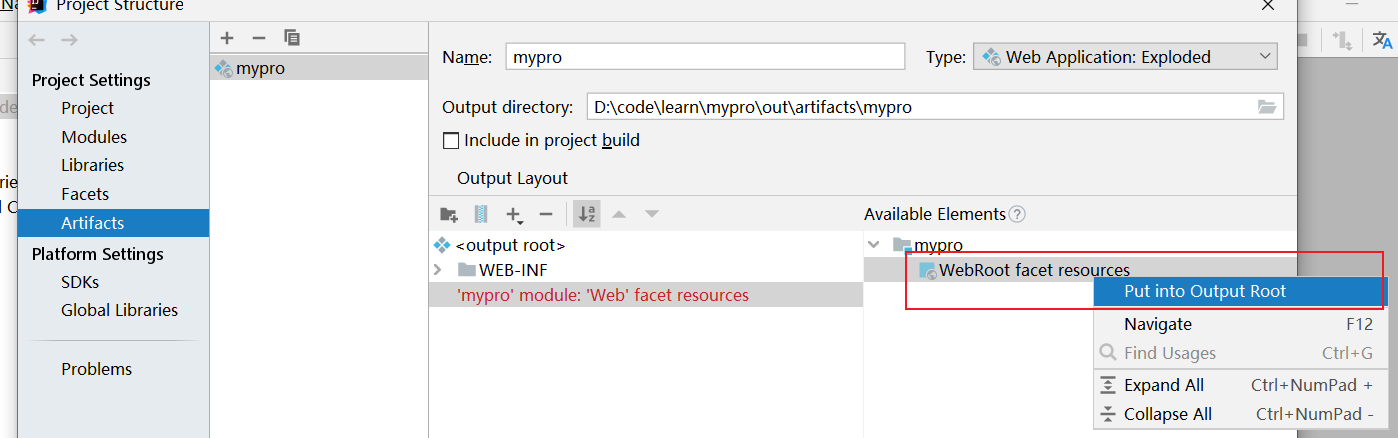 Project Structure
Project Settings
Project
Modules
Libraries
Facets
Artifacts
Platform Settings
SDKs
Global Libraries
Problems
mypro
Name: mypro Type: Web Application: Exploded
Output directory: D:\code\learn\mypro\out\artifacts\mypro
Include in project build
Output Layout
<output root>
WEB-INF
'mypro' module: 'Web' facet resources
Available Elements ?
mypro
WebRoot facet resources
Put into Output Root
Navigate F12
Find Usages Ctrl+G
Expand All Ctrl+NumPad +
Collapse All Ctrl+NumPad -